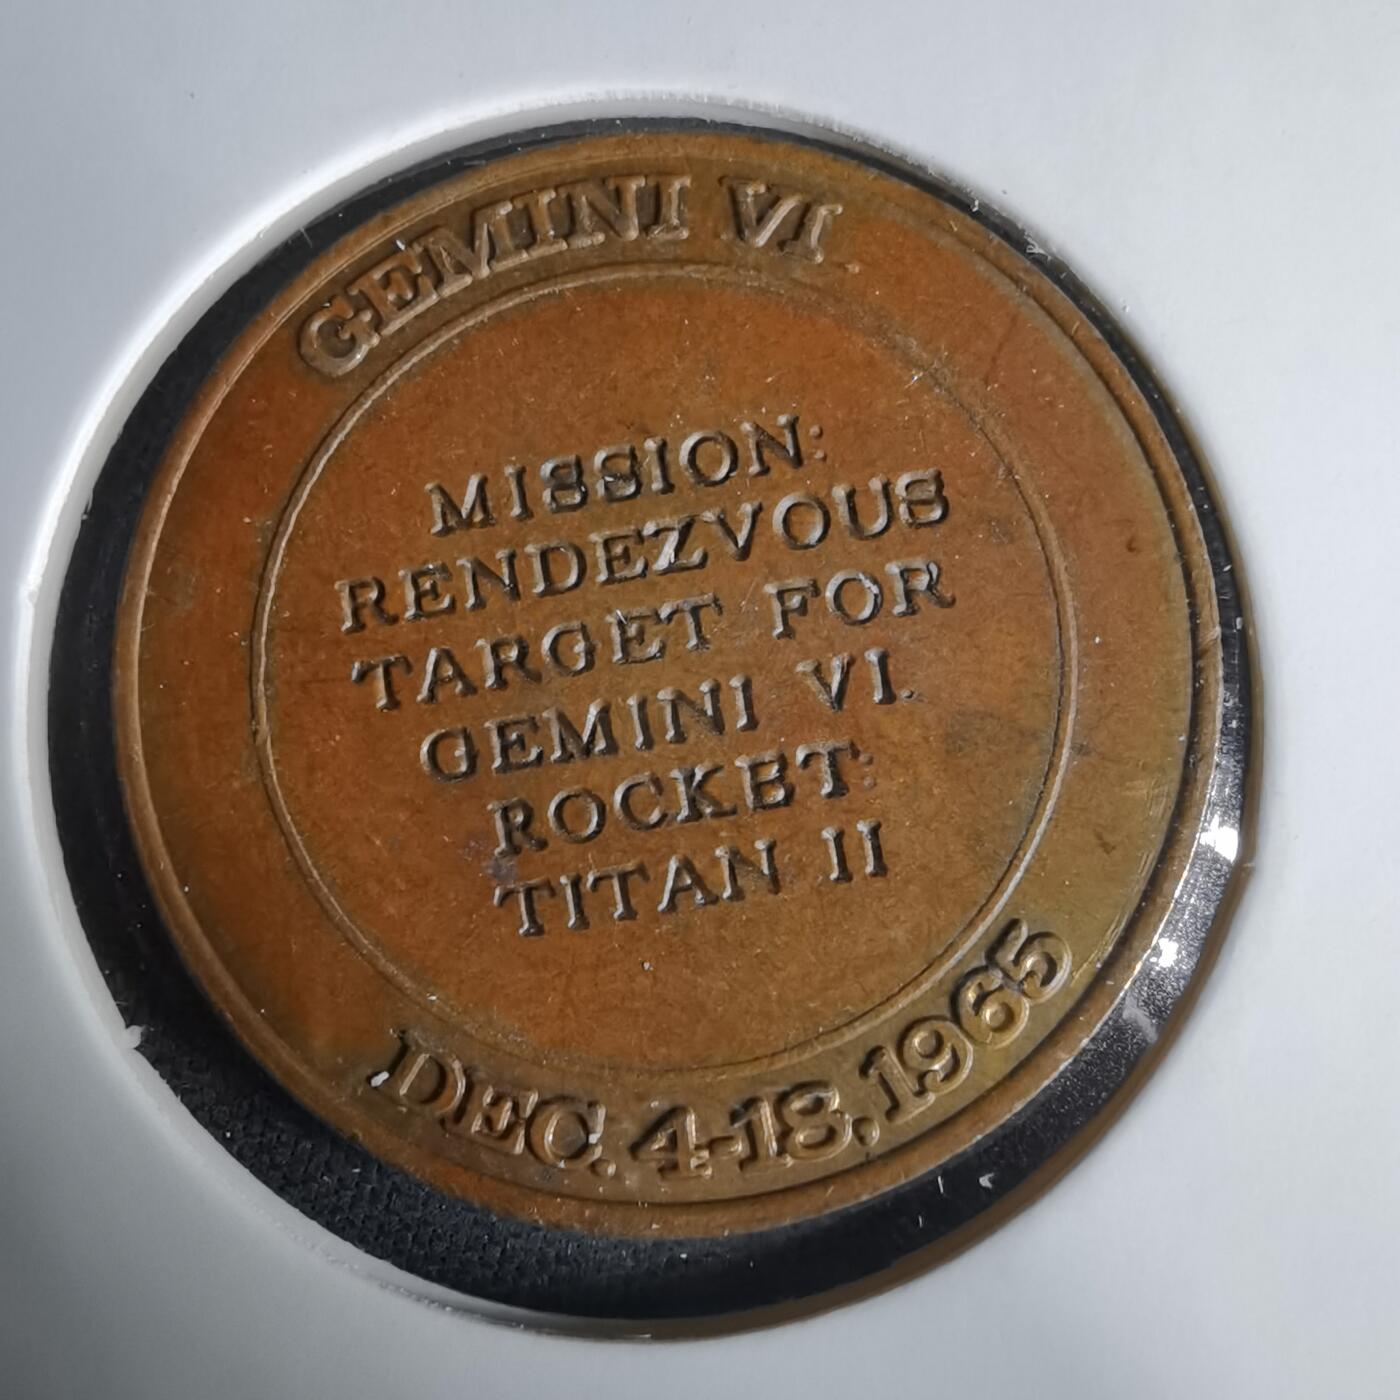 GEMINI VI
MISSION:
RENDEZVOUS
TARGET FOR
GEMINI VI.
ROCKET:
TITAN II
DEC. 4-18, 1965